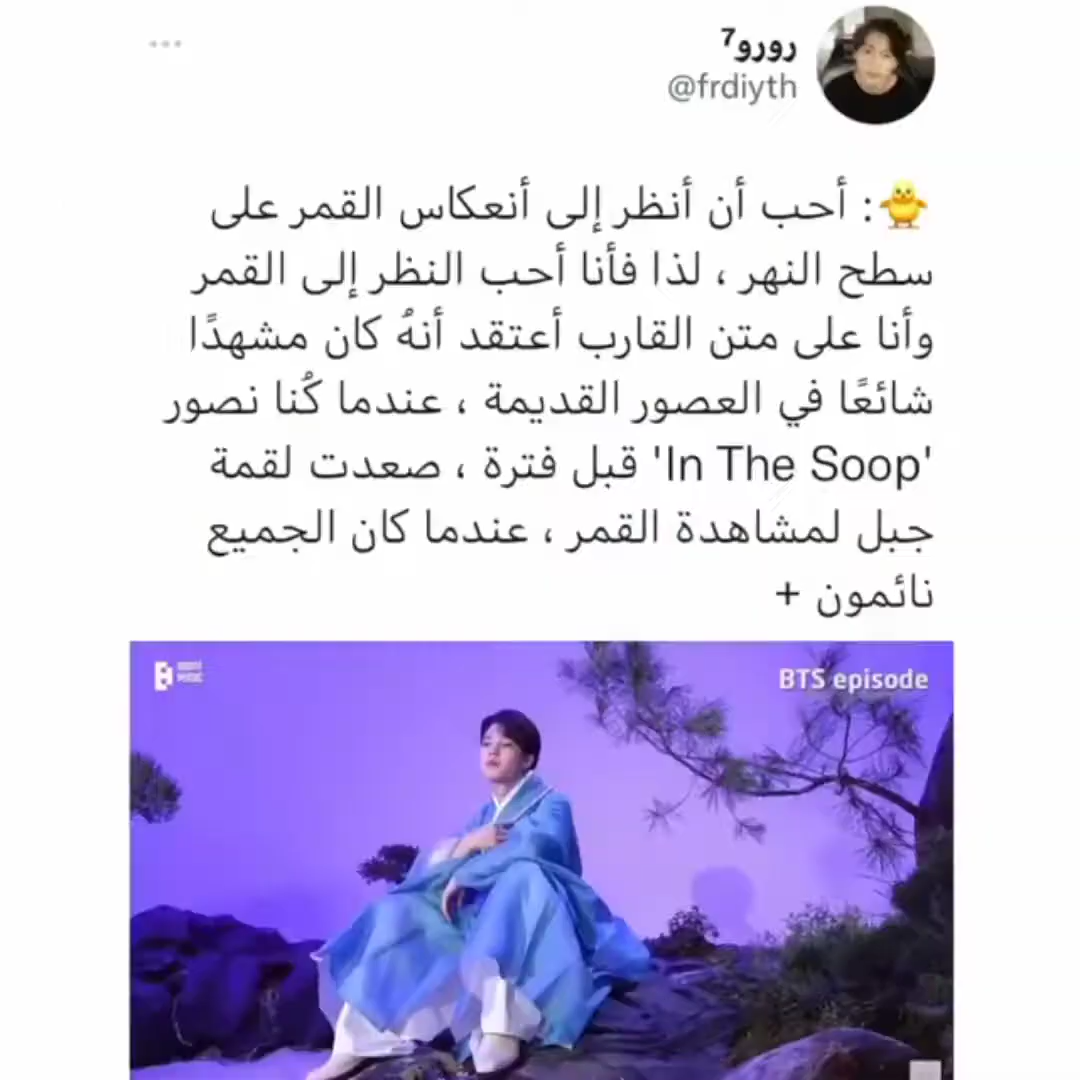 رورو7
@frdiyth
🐥: أحب أن أنظر إلى أنعكاس القمر على
سطح النهر ، لذا فأنا أحب النظر إلى القمر
وأنا على متن القارب أعتقد أنهُ كان مشهدًا
شائعًا في العصور القديمة ، عندما كُنا نصور
'In The Soop' قبل فترة ، صعدت لقمة
جبل لمشاهدة القمر ، عندما كان الجميع
نائمون +
BTS episode